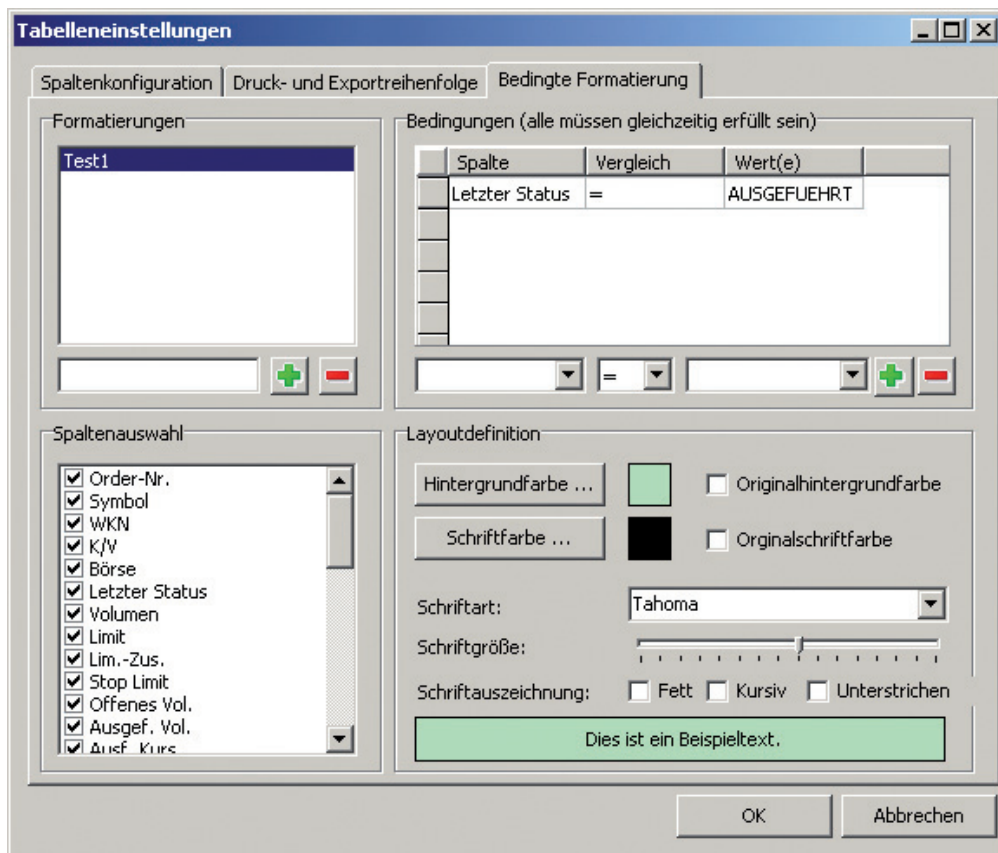 Tabelleneinstellungen
Spaltenkonfiguration Druck- und Exportreihenfolge Bedingte Formatierung
Formatierungen
Test1
Bedingungen (alle müssen gleichzeitig erfüllt sein)
Spalte Vergleich Wert(e)
Letzter Status = AUSGEFUEHRT
=
Spaltenauswahl
Order-Nr.
Symbol
WKN
K/V
Börse
Letzter Status
Volumen
Limit
Lim.-Zus.
Stop Limit
Offenes Vol.
Ausgef. Vol.
Ausf. Kurs
Layoutdefinition
Hintergrundfarbe ... Originalhintergrundfarbe
Schriftfarbe ... Orginalschriftfarbe
Schriftart: Tahoma
Schriftgröße:
Schriftauszeichnung: Fett Kursiv Unterstrichen
Dies ist ein Beispieltext.
OK Abbrechen